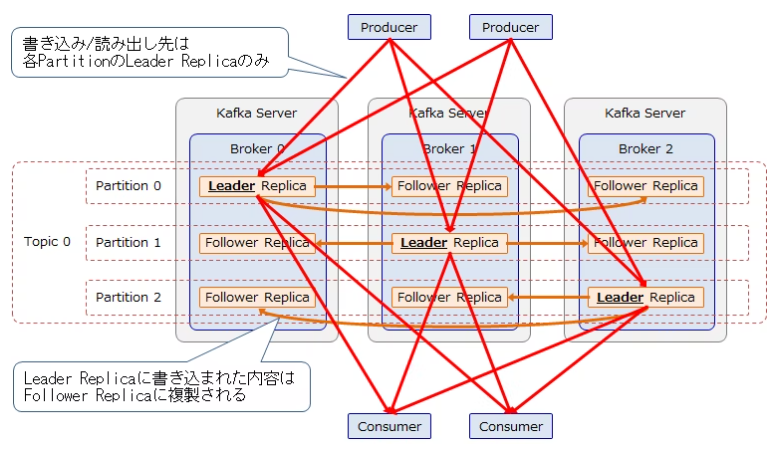 Producer
Producer
書き込み/読み出し先は
各PartitionのLeader Replicaのみ
Kafka Server
Kafka Server
Kafka Server
Broker 0
Broker 1
Broker 2
Topic 0
Partition 0
Leader Replica
Follower Replica
Follower Replica
Partition 1
Follower Replica
Leader Replica
Follower Replica
Partition 2
Follower Replica
Follower Replica
Leader Replica
Leader Replicaに書き込まれた内容は
Follower Replicaに複製される
Consumer
Consumer